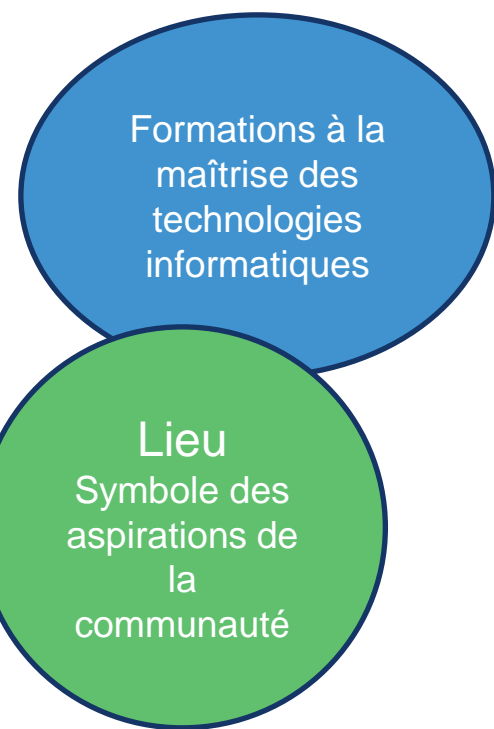 Formations à la
maîtrise des
technologies
informatiques
Lieu
Symbole des
aspirations de
la
communauté